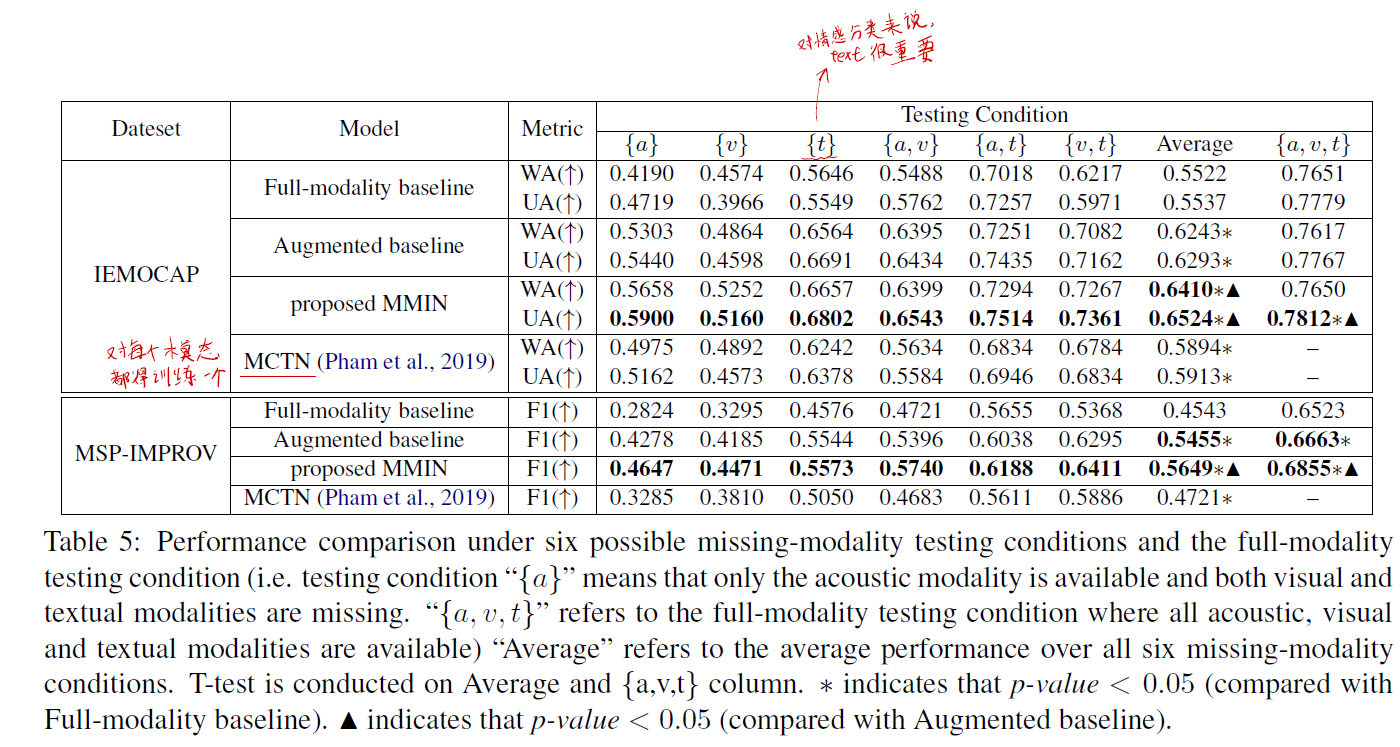 对情感分类来说,
text 很重要
Dateset Model Metric Testing Condition
{a} {v} {t} {a, v} {a, t} {v, t} Average {a, v, t}
IEMOCAP
Full-modality baseline WA(↑) 0.4190 0.4574 0.5646 0.5488 0.7018 0.6217 0.5522 0.7651
UA(↑) 0.4719 0.3966 0.5549 0.5762 0.7257 0.5971 0.5537 0.7779
Augmented baseline WA(↑) 0.5303 0.4864 0.6564 0.6395 0.7251 0.7082 0.6243∗ 0.7617
UA(↑) 0.5440 0.4598 0.6691 0.6434 0.7435 0.7162 0.6293∗ 0.7767
proposed MMIN WA(↑) 0.5658 0.5252 0.6657 0.6399 0.7294 0.7267 0.6410∗▲ 0.7650
UA(↑) 0.5900 0.5160 0.6802 0.6543 0.7514 0.7361 0.6524∗▲ 0.7812∗▲
对每个模态
都得训练一个
MCTN (Pham et al., 2019) WA(↑) 0.4975 0.4892 0.6242 0.5634 0.6834 0.6784 0.5894∗ –
UA(↑) 0.5162 0.4573 0.6378 0.5584 0.6946 0.6834 0.5913∗ –
MSP-IMPROV
Full-modality baseline F1(↑) 0.2824 0.3295 0.4576 0.4721 0.5655 0.5368 0.4543 0.6523
Augmented baseline F1(↑) 0.4278 0.4185 0.5544 0.5396 0.6038 0.6295 0.5455∗ 0.6663∗
proposed MMIN F1(↑) 0.4647 0.4471 0.5573 0.5740 0.6188 0.6411 0.5649∗▲ 0.6855∗▲
MCTN (Pham et al., 2019) F1(↑) 0.3285 0.3810 0.5050 0.4683 0.5611 0.5886 0.4721∗ –
Table 5: Performance comparison under six possible missing-modality testing conditions and the full-modality
testing condition (i.e. testing condition “{a}” means that only the acoustic modality is available and both visual and
textual modalities are missing. “{a, v, t}” refers to the full-modality testing condition where all acoustic, visual
and textual modalities are available) “Average” refers to the average performance over all six missing-modality
conditions. T-test is conducted on Average and {a,v,t} column. ∗ indicates that p-value < 0.05 (compared with
Full-modality baseline). ▲ indicates that p-value < 0.05 (compared with Augmented baseline).